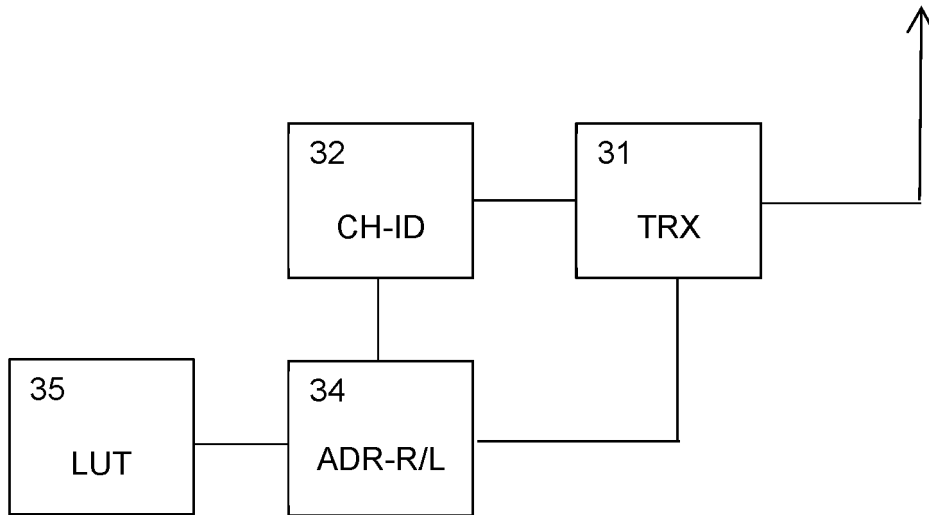 32
CH-ID
31
TRX
35
LUT
34
ADR-R/L